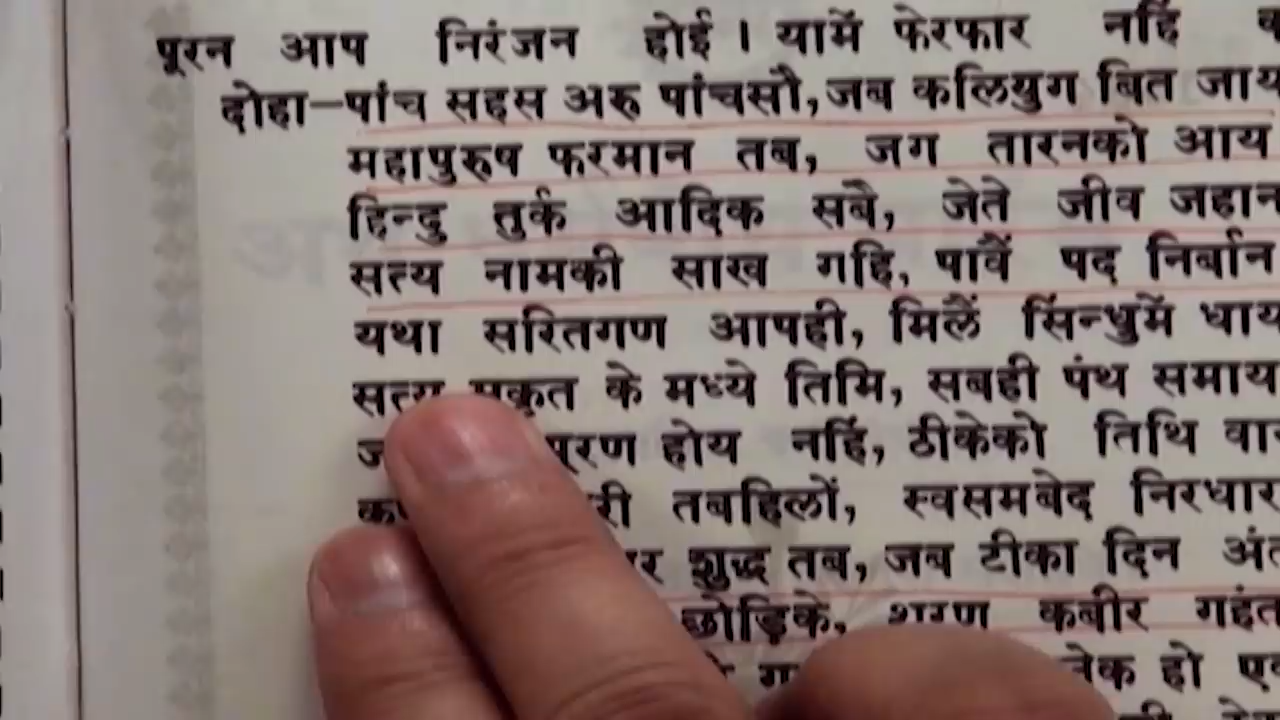 पूरन आप निरंजन होई । यामें फेरफार नहिं
दोहा—पांच सहस अरु पांचसौ, जब कलियुग बित जाय
महापुरुष फरमान तब, जग तारनको आय
हिन्दु तुर्क आदिक सबै, जेते जीव जहान
सत्य नामकी साख गहि, पावैं पद निर्बान
यथा सरितगण आपही, मिलैं सिंन्धुमें धाय
सत्य सुकृत के मध्ये तिमि, सबही पंथ समाय
पूरण होय नहिं, ठीकेको तिथि
तबहिलों, स्वसमबेद निरधार
शुद्ध तब, जब टीका दिन
छोड़िके, शरण कबीर गहंत
हो